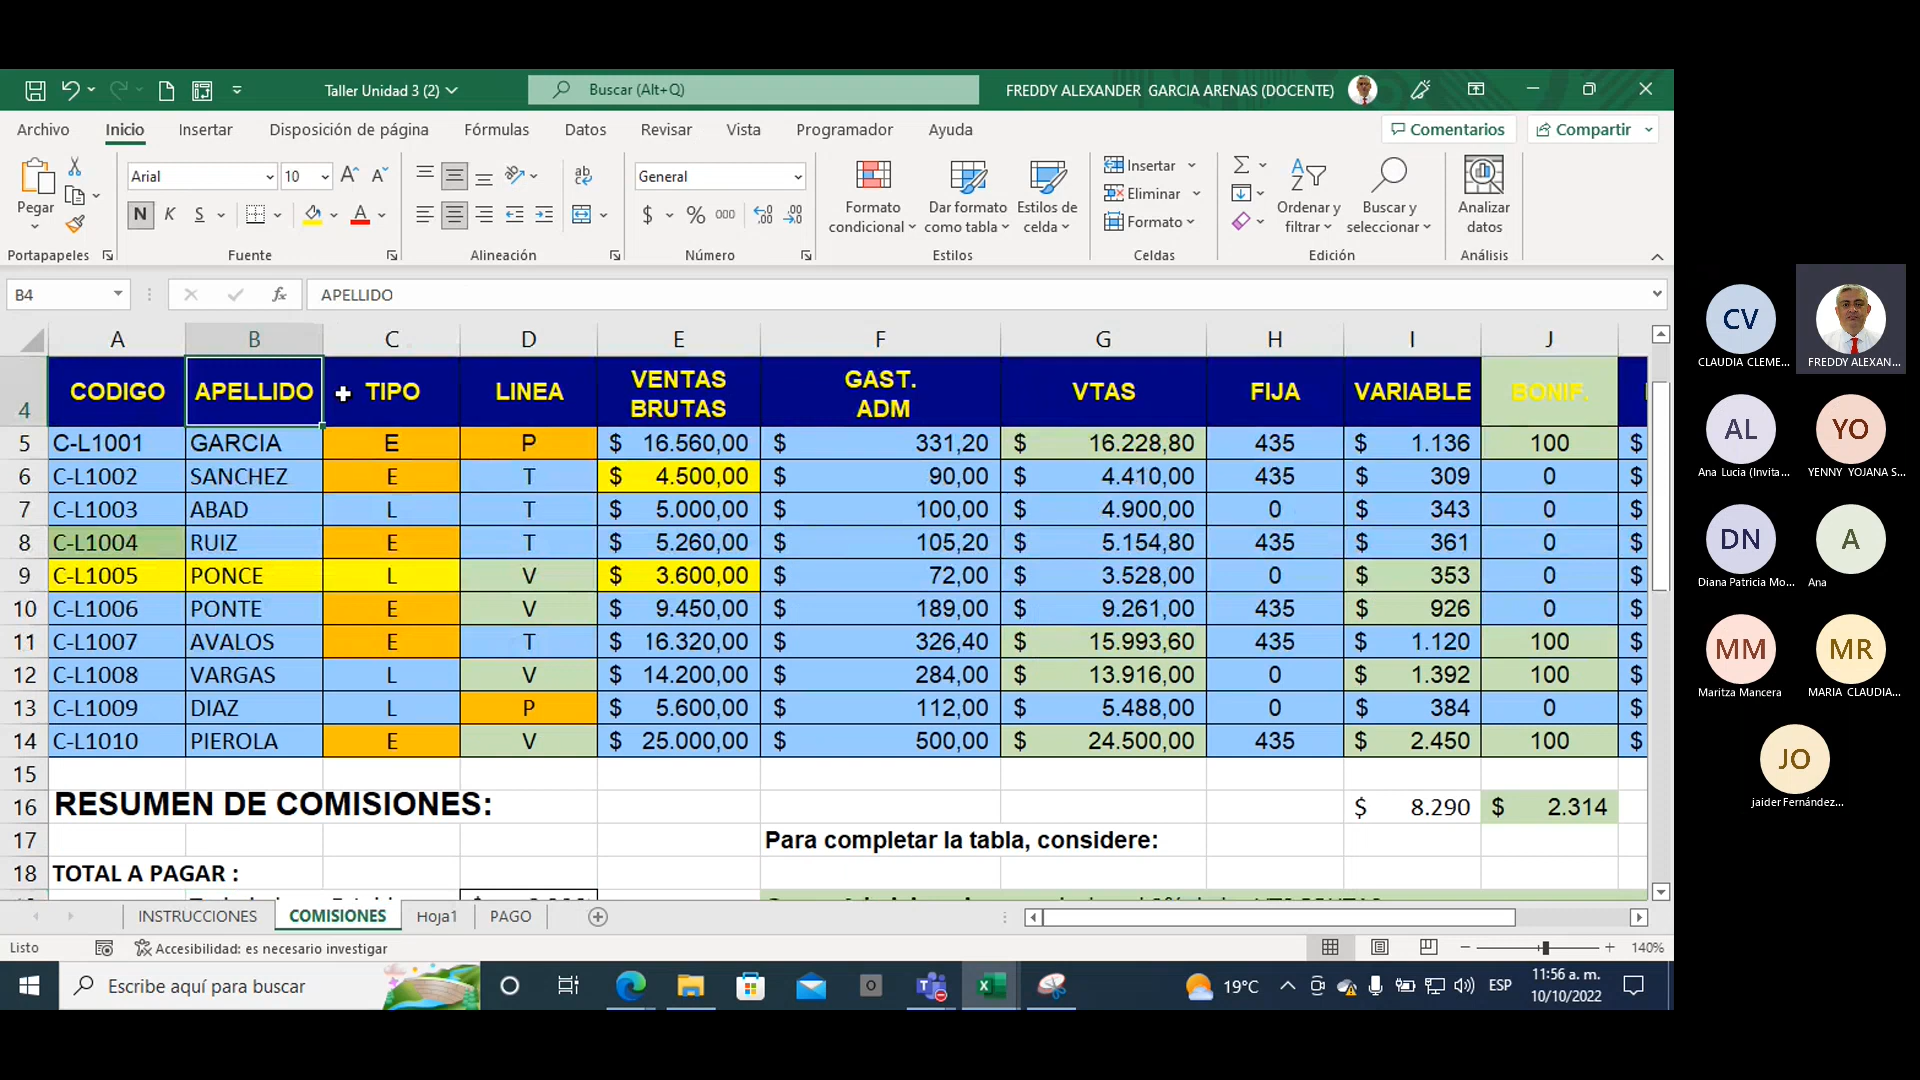 Taller Unidad 3 (2)
Buscar (Alt+Q)
FREDDY ALEXANDER GARCIA ARENAS (DOCENTE)
Archivo Inicio Insertar Disposición de página Fórmulas Datos Revisar Vista Programador Ayuda
Comentarios Compartir
Pegar
Arial 10
N K S
ab
General
$ % 000
Formato condicional
Dar formato como tabla
Estilos de celda
Insertar
Eliminar
Formato
Ordenar y filtrar
Buscar y seleccionar
Analizar datos
Portapapeles Fuente Alineación Número Estilos Celdas Edición Análisis
B4 fx APELLIDO
A B C D E F G H I J
4 CODIGO APELLIDO TIPO LINEA VENTAS BRUTAS GAST. ADM VTAS FIJA VARIABLE BONIF.
5 C-L1001 GARCIA E P $ 16.560,00 $ 331,20 $ 16.228,80 435 $ 1.136 100 $
6 C-L1002 SANCHEZ E T $ 4.500,00 $ 90,00 $ 4.410,00 435 $ 309 0 $
7 C-L1003 ABAD L T $ 5.000,00 $ 100,00 $ 4.900,00 0 $ 343 0 $
8 C-L1004 RUIZ E T $ 5.260,00 $ 105,20 $ 5.154,80 435 $ 361 0 $
9 C-L1005 PONCE L V $ 3.600,00 $ 72,00 $ 3.528,00 0 $ 353 0 $
10 C-L1006 PONTE E V $ 9.450,00 $ 189,00 $ 9.261,00 435 $ 926 0 $
11 C-L1007 AVALOS E T $ 16.320,00 $ 326,40 $ 15.993,60 435 $ 1.120 100 $
12 C-L1008 VARGAS L V $ 14.200,00 $ 284,00 $ 13.916,00 0 $ 1.392 100 $
13 C-L1009 DIAZ L P $ 5.600,00 $ 112,00 $ 5.488,00 0 $ 384 0 $
14 C-L1010 PIEROLA E V $ 25.000,00 $ 500,00 $ 24.500,00 435 $ 2.450 100 $
15
16 RESUMEN DE COMISIONES: $ 8.290 $ 2.314
17 Para completar la tabla, considere:
18 TOTAL A PAGAR :
INSTRUCCIONES COMISIONES Hoja1 PAGO
Listo Accesibilidad: es necesario investigar 140%
Escribe aquí para buscar
19°C ESP
11:56 a. m.
10/10/2022
CV
CLAUDIA CLEME...
FREDDY ALEXAN...
AL
Ana Lucia (Invita...
YO
YENNY YOJANA S...
DN
Diana Patricia Mo...
A
Ana
MM
Maritza Mancera
MR
MARIA CLAUDIA...
JO
jaider Fernández...